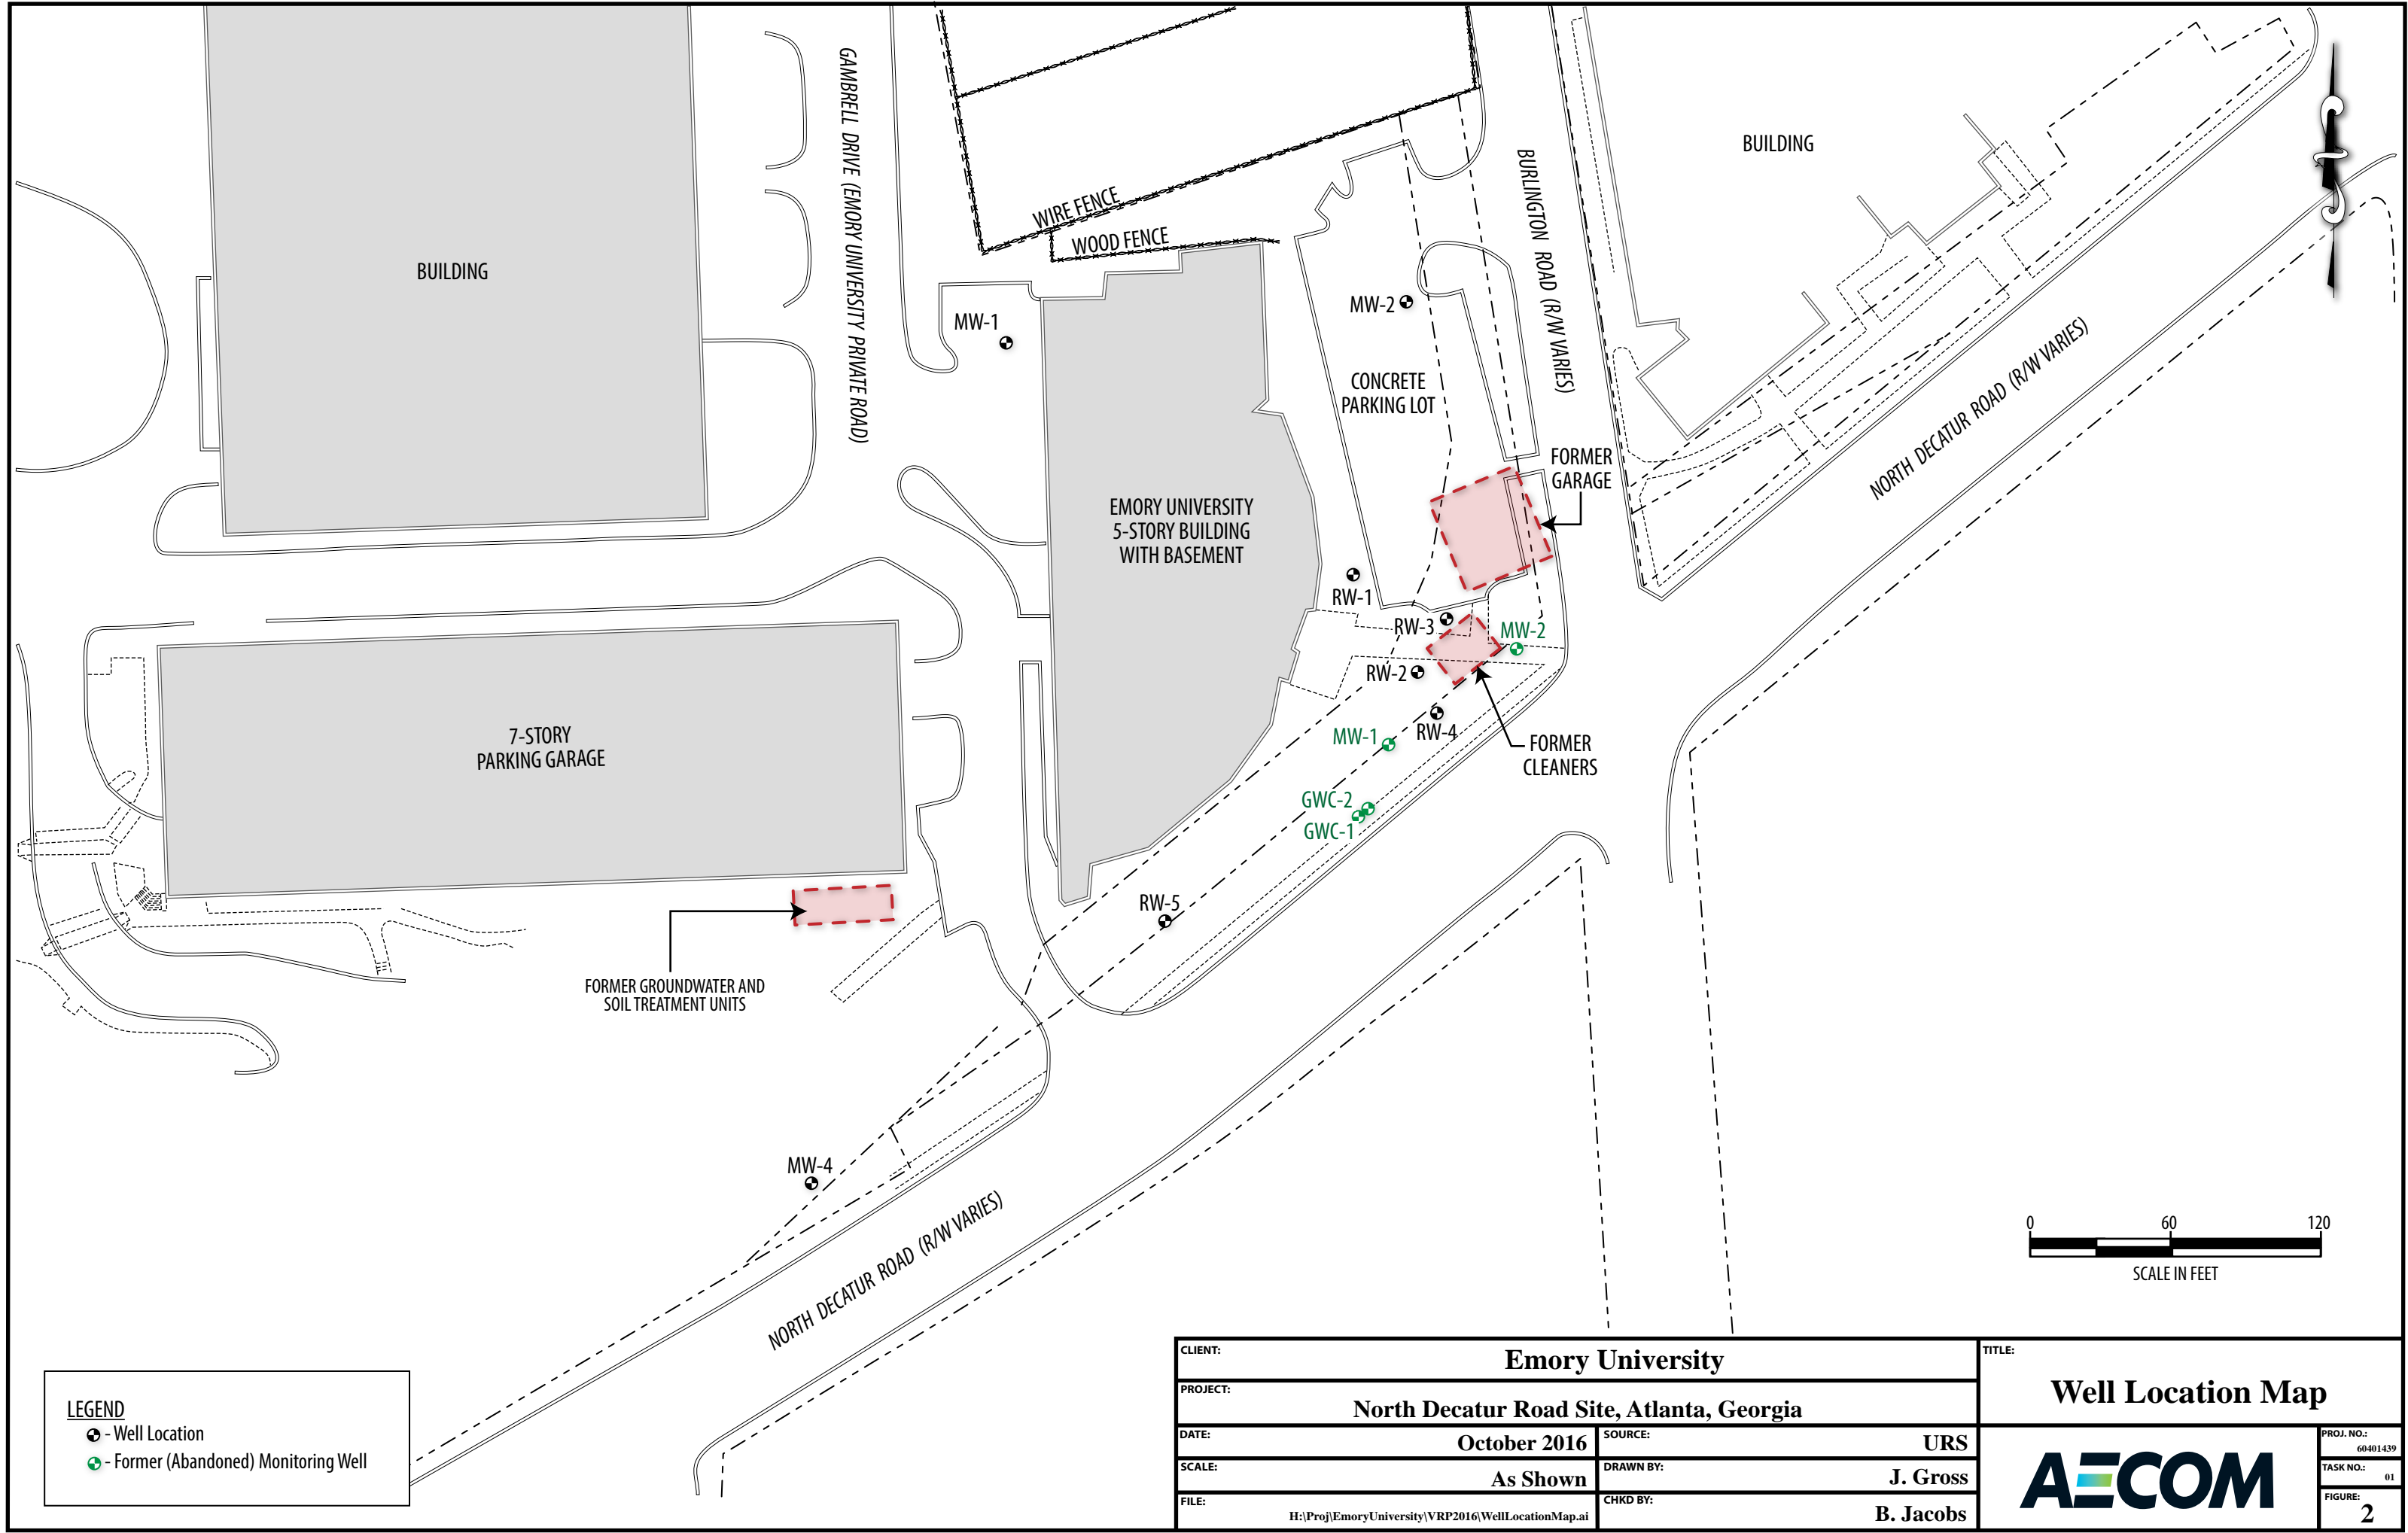 BUILDING
GAMBRELL DRIVE (EMORY UNIVERSITY PRIVATE ROAD)
WIRE FENCE
WOOD FENCE
BURLINGTON ROAD (R/W VARIES)
BUILDING
MW-1
MW-2
CONCRETE
PARKING LOT
NORTH DECATUR ROAD (R/W VARIES)
FORMER
GARAGE
EMORY UNIVERSITY
5-STORY BUILDING
WITH BASEMENT
RW-1
RW-3
MW-2
RW-2
RW-4
MW-1
FORMER
CLEANERS
7-STORY
PARKING GARAGE
GWC-2
GWC-1
RW-5
FORMER GROUNDWATER AND
SOIL TREATMENT UNITS
MW-4
NORTH DECATUR ROAD (R/W VARIES)
0 60 120
SCALE IN FEET
LEGEND
- Well Location
- Former (Abandoned) Monitoring Well
CLIENT: Emory University
PROJECT: North Decatur Road Site, Atlanta, Georgia
DATE: October 2016
SOURCE: URS
SCALE: As Shown
DRAWN BY: J. Gross
FILE: H:\Proj\EmoryUniversity\VRP2016\WellLocationMap.ai
CHKD BY: B. Jacobs
TITLE:
Well Location Map
AECOM
PROJ. NO.: 60401439
TASK NO.: 01
FIGURE: 2